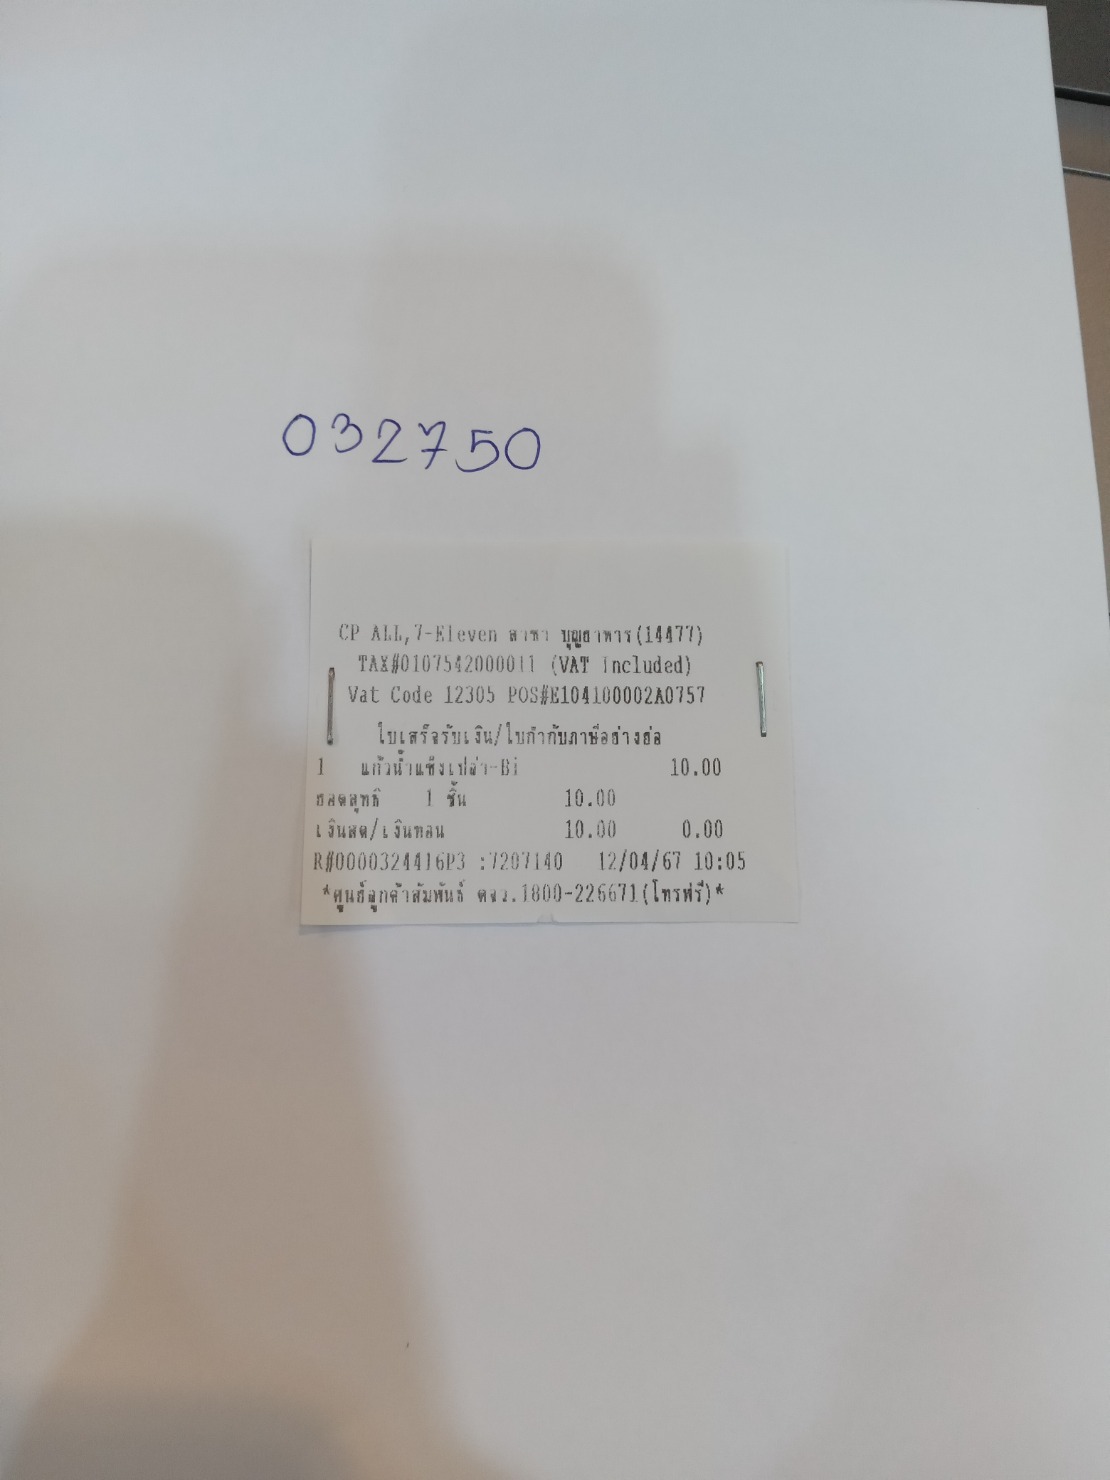 032750
CP ALL,7-Eleven สาขา บุญธาหาร(14477)
TAX#0107542000011 (VAT Included)
Vat Code 12305 POS#E104100002A0757
ใบเสร็จรับเงิน/ใบกำกับภาษีอย่างย่อ
1 แก้วน้ำแข็งเปล่า-Bi 10.00
ยอดสุทธิ 1 ชิ้น 10.00
เงินสด/เงินทอน 10.00 0.00
R#0000324416P3 :7207140 12/04/67 10:05
*ศูนย์ลูกค้าสัมพันธ์ ตจว.1800-226671(โทรฟรี)*